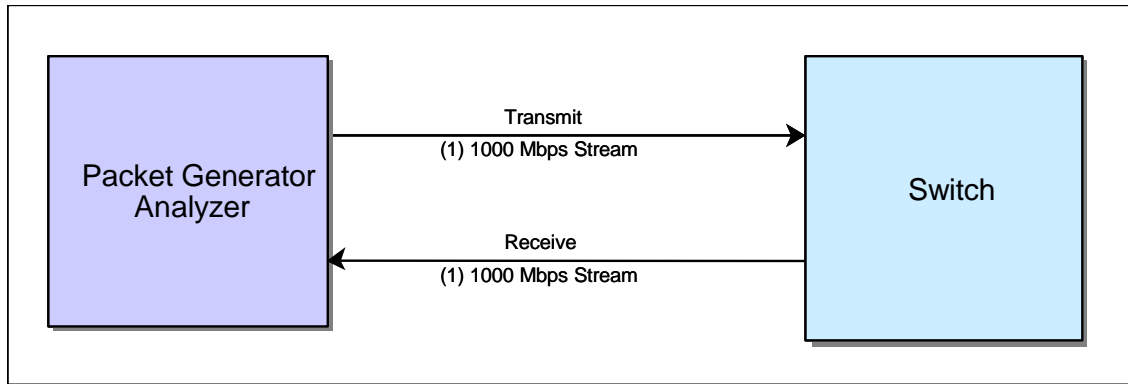 Packet Generator
Analyzer
Transmit
(1) 1000 Mbps Stream
Receive
(1) 1000 Mbps Stream
Switch